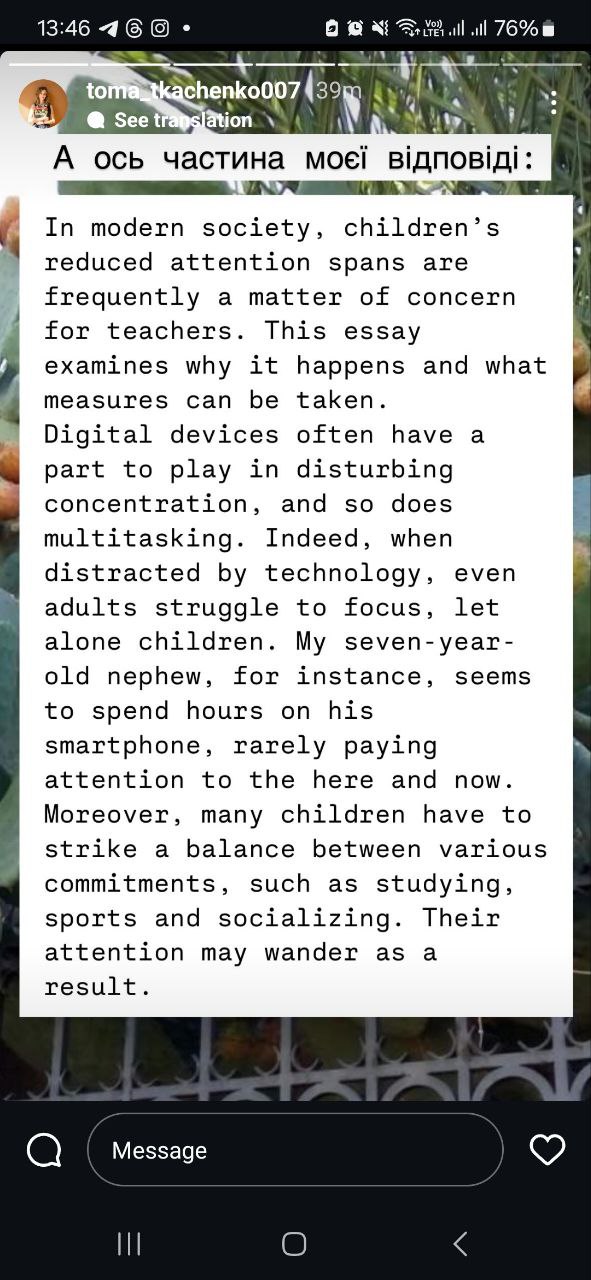 13:46
Vo))
LTE1
76%
toma_tkachenko007 39m
See translation
А ось частина моєї відповіді:
In modern society, children’s
reduced attention spans are
frequently a matter of concern
for teachers. This essay
examines why it happens and what
measures can be taken.
Digital devices often have a
part to play in disturbing
concentration, and so does
multitasking. Indeed, when
distracted by technology, even
adults struggle to focus, let
alone children. My seven-year-
old nephew, for instance, seems
to spend hours on his
smartphone, rarely paying
attention to the here and now.
Moreover, many children have to
strike a balance between various
commitments, such as studying,
sports and socializing. Their
attention may wander as a
result.
Message